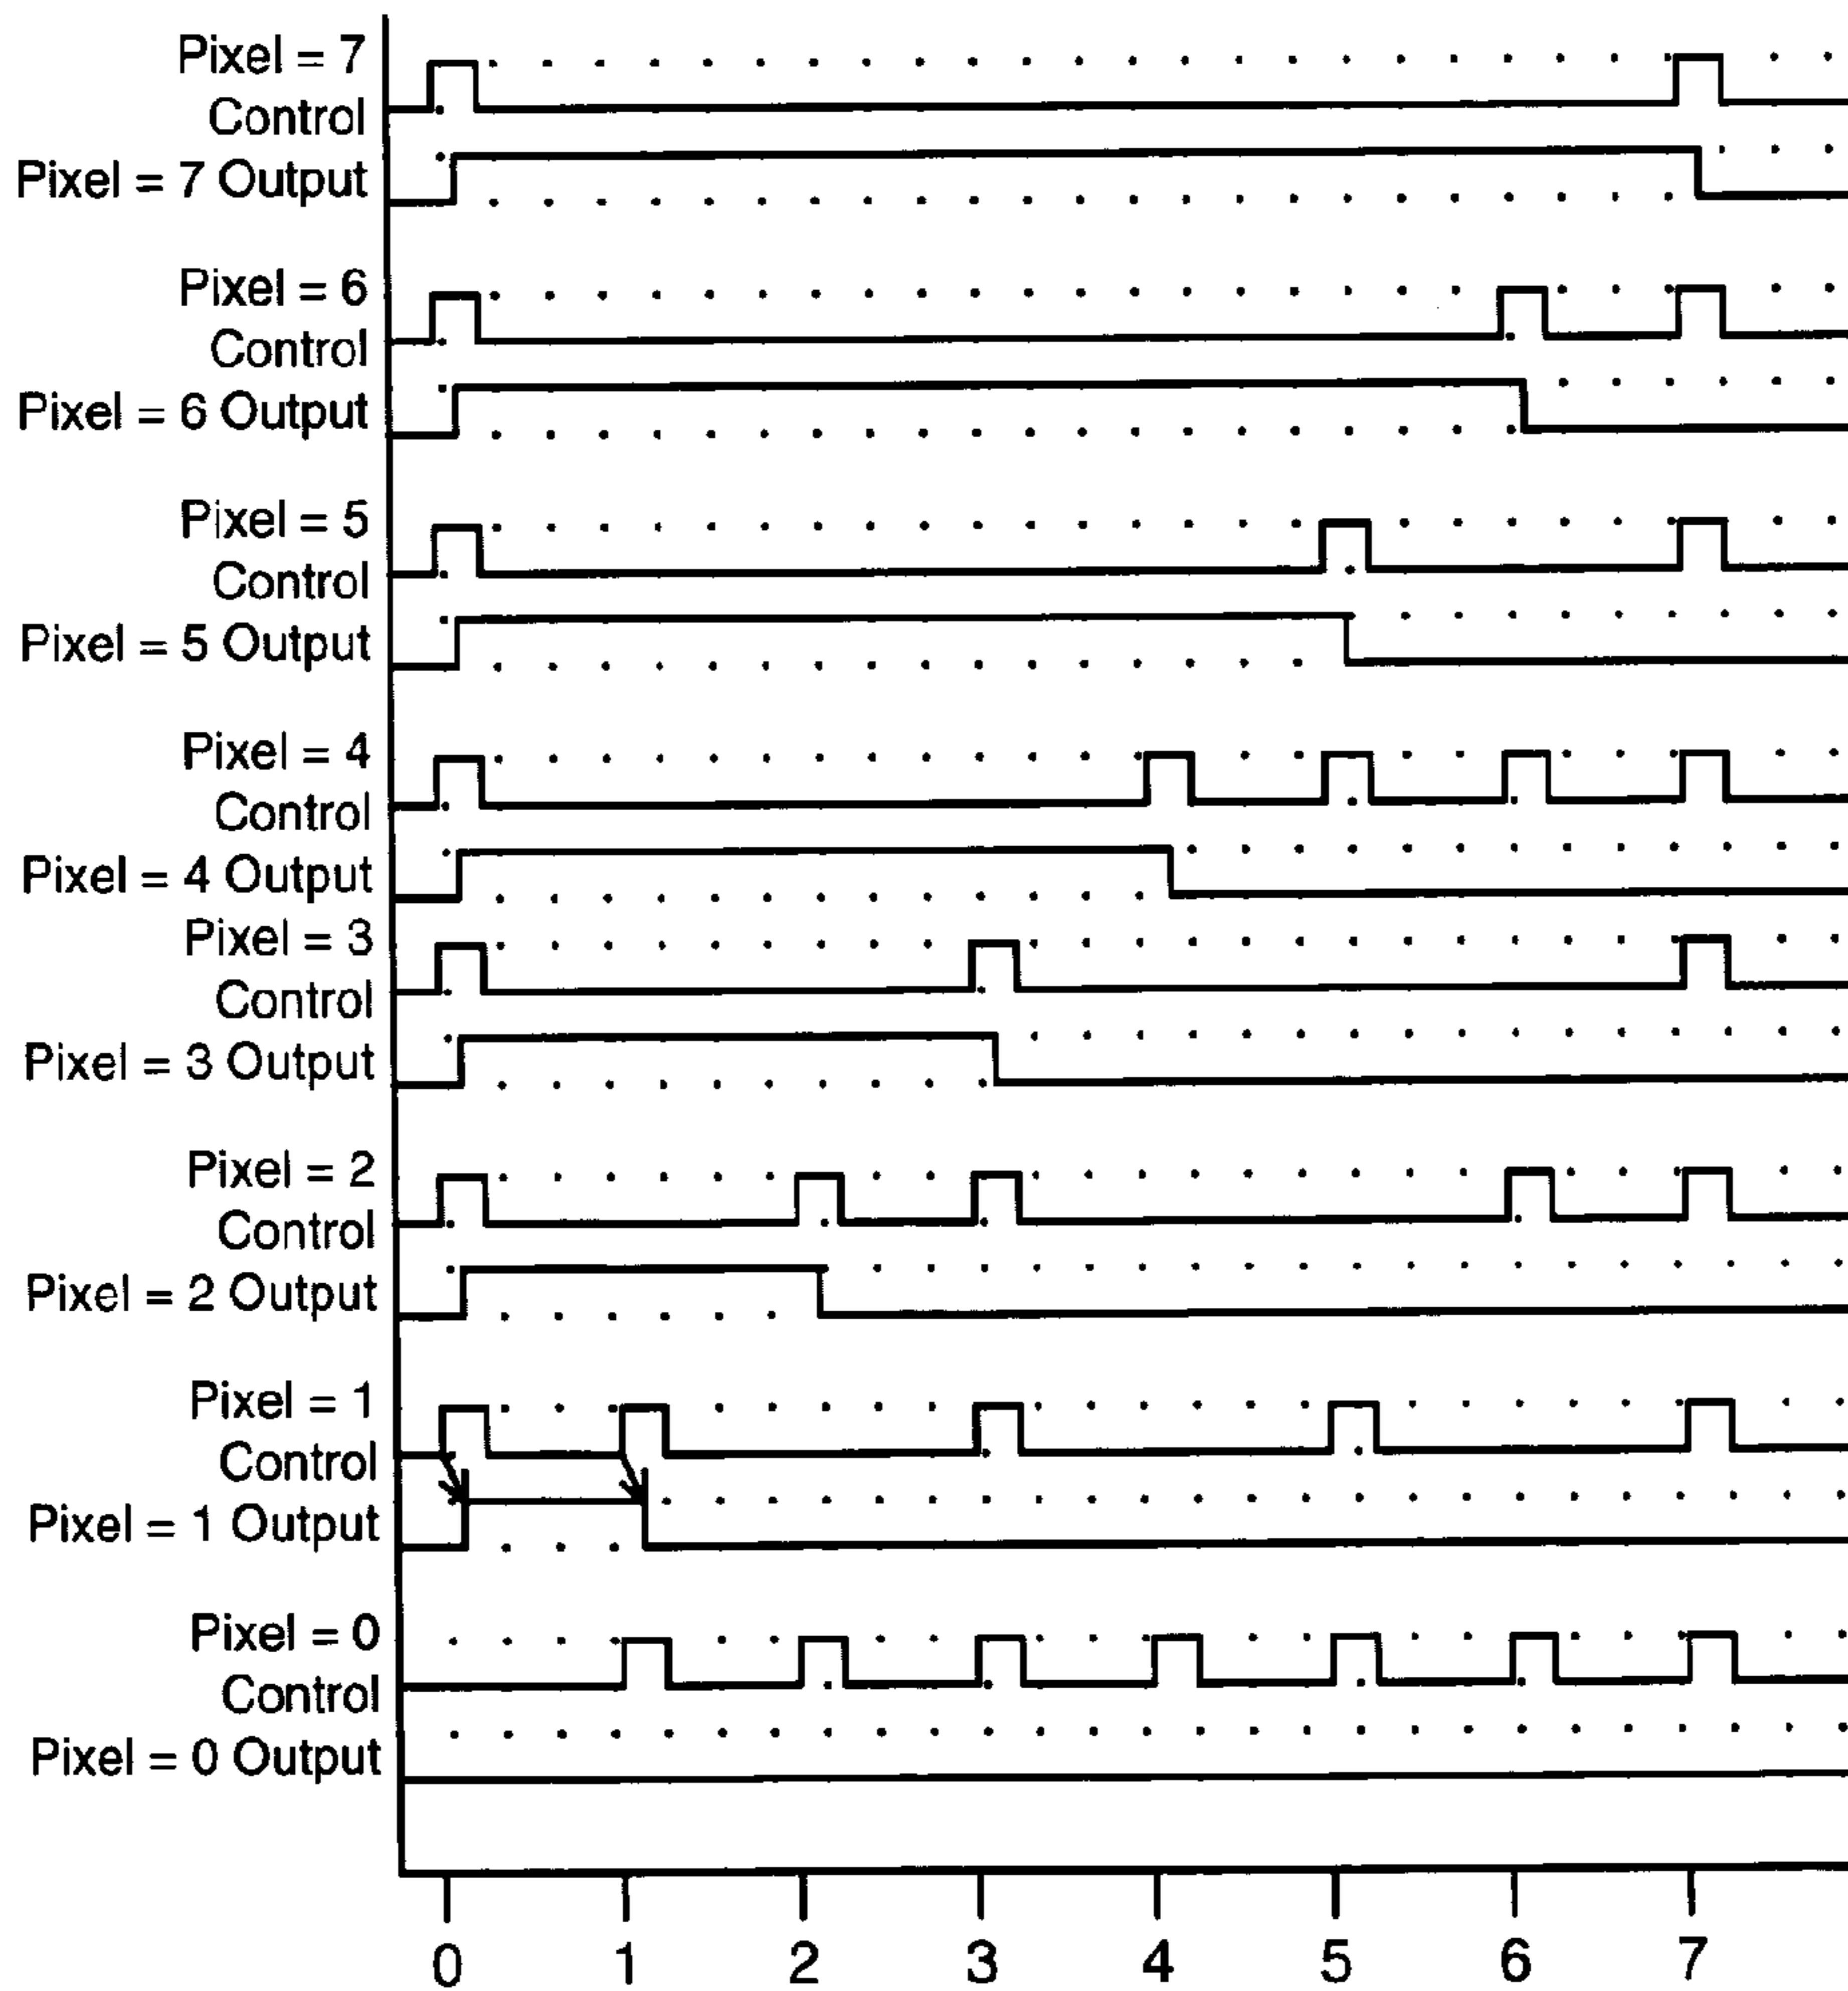 Pixel = 7
Control
Pixel = 7 Output
Pixel = 6
Control
Pixel = 6 Output
Pixel = 5
Control
Pixel = 5 Output
Pixel = 4
Control
Pixel = 4 Output
Pixel = 3
Control
Pixel = 3 Output
Pixel = 2
Control
Pixel = 2 Output
Pixel = 1
Control
Pixel = 1 Output
Pixel = 0
Control
Pixel = 0 Output
0 1 2 3 4 5 6 7